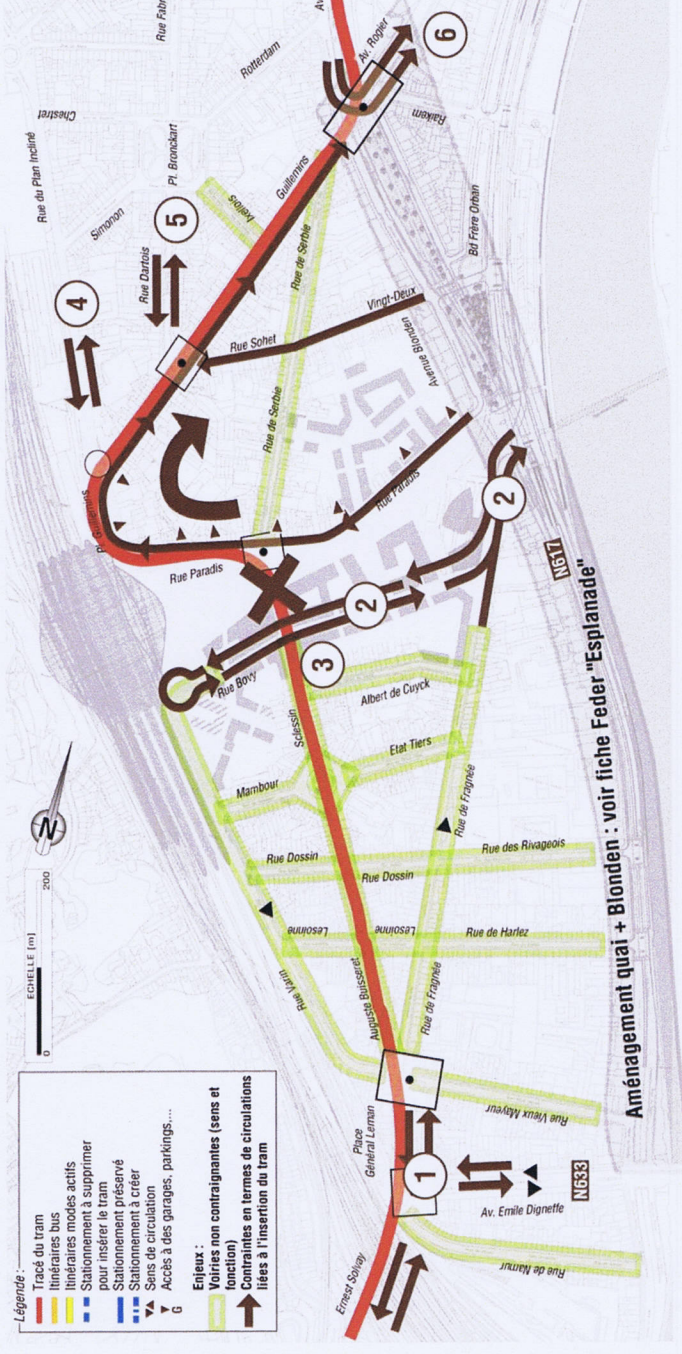 Légende :
Tracé du tram
Itinéraires bus
Itinéraires modes actifs
Stationnement à supprimer
pour insérer le tram
Stationnement préservé
Stationnement à créer
Sens de circulation
G Accès à des garages, parkings,...
Enjeux :
Voiries non contraignantes (sens et
fonction)
Contraintes en termes de circulations
liées à l'insertion du tram
ECHELLE [m]
0
200
N
Ernest Solvay
Rue de Namur
Av. Emile Digneffe
N633
1
Place
Général Leman
Rue Vieux Mayeur
Auguste Buisseret
Rue de Fragnée
Rue Varin
Lesoinne
Lesoinne
Rue de Harlez
Rue Dossin
Rue Dossin
Rue des Rivageois
Rue de Fragnée
Mambour
Etat Tiers
Sclessin
3
Albert de Cuyck
Rue Bovy
2
2
N617
Rue Paradis
Rue Paradis
Pl. Guillemins
Rue de Serbie
Rue de Serbie
Rue Sohet
Vingt-Deux
Avenue Blonden
4
5
Rue Dartois
Simonon
Rue du Plan Incliné
Pl. Bronckart
Chestret
Ixellois
Guillemins
Rotterdam
Rue Fabr
Av
Av. Rogier
6
Raikem
Bd Frère Orban
Aménagement quai + Blonden : voir fiche Feder "Esplanade"